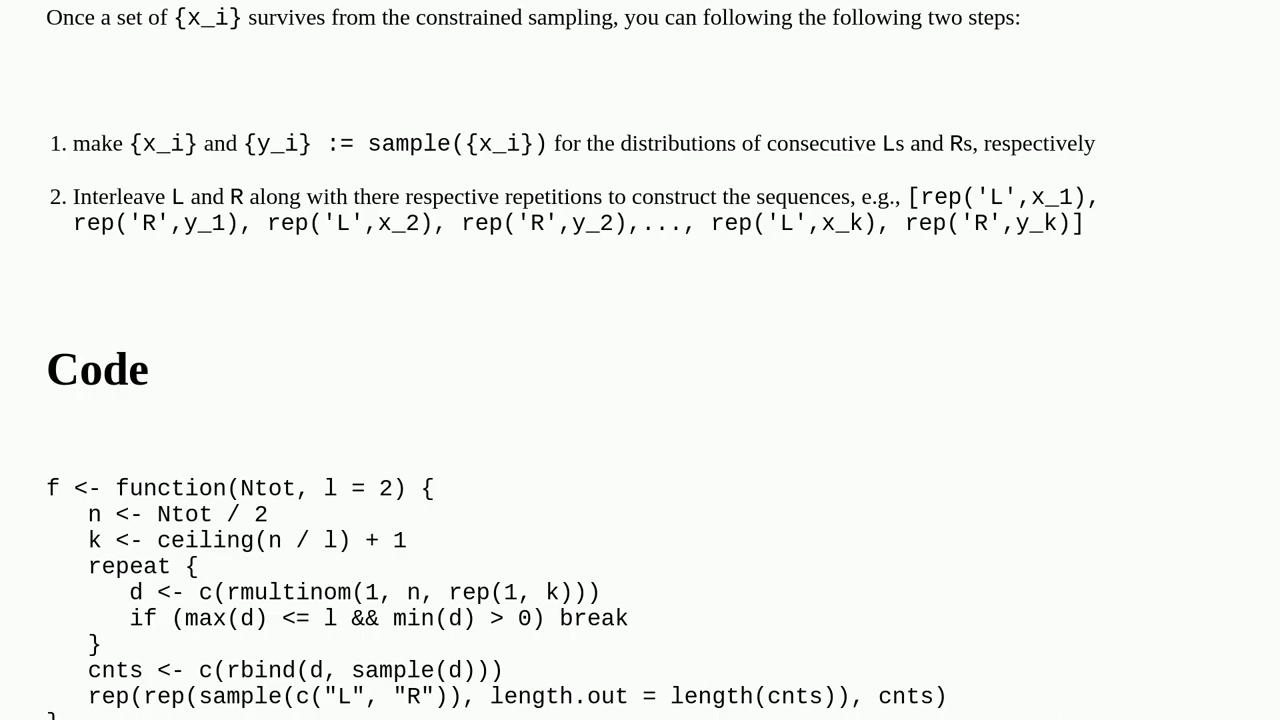 Once a set of {x_i} survives from the constrained sampling, you can following the following two steps:
1. make {x_i} and {y_i} := sample({x_i}) for the distributions of consecutive Ls and Rs, respectively
2. Interleave L and R along with there respective repetitions to construct the sequences, e.g., [rep('L',x_1),
rep('R',y_1), rep('L',x_2), rep('R',y_2),..., rep('L',x_k), rep('R',y_k)]
Code
f <- function(Ntot, l = 2) {
   n <- Ntot / 2
   k <- ceiling(n / l) + 1
   repeat {
      d <- c(rmultinom(1, n, rep(1, k)))
      if (max(d) <= l && min(d) > 0) break
   }
   cnts <- c(rbind(d, sample(d)))
   rep(rep(sample(c("L", "R")), length.out = length(cnts)), cnts)
}